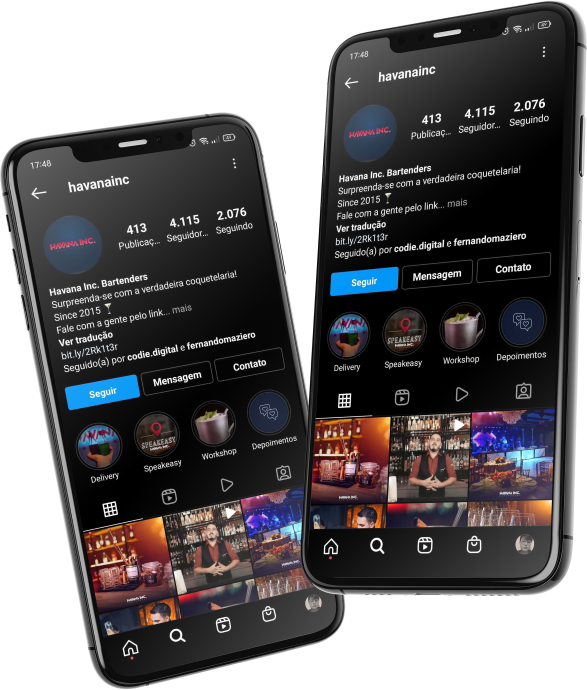 17:48
havanainc
HAVANA INC.
413
4.115
2.076
Publicaç...
Seguidor...
Seguindo
Havana Inc. Bartenders
Surpreenda-se com a verdadeira coquetelaria!
Since 2015 🍸
Fale com a gente pelo link... mais
Ver tradução
bit.ly/2Rk1t3r
Seguido(a) por codie.digital e fernandomaziero
Seguir
Mensagem
Contato
SPEAKEASY
Delivery
Speakeasy
Workshop
Depoimentos
HAVANA INC.
17:48
havanainc
HAVANA INC.
413
4.115
2.076
Publicaç...
Seguidor...
Seguindo
Havana Inc. Bartenders
Surpreenda-se com a verdadeira coquetelaria!
Since 2015 🍸
Fale com a gente pelo link... mais
Ver tradução
bit.ly/2Rk1t3r
Seguido(a) por codie.digital e fernandomaziero
Seguir
Mensagem
Contato
SPEAKEASY
Delivery
Speakeasy
Workshop
Depoimentos
HAVANA INC.